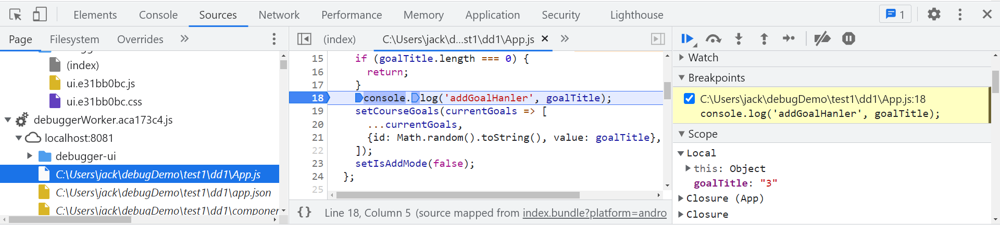 Elements Console Sources Network Performance Memory Application Security Lighthouse 1
Page Filesystem Overrides
(index)
ui.e31bb0bc.js
ui.e31bb0bc.css
debuggerWorker.aca173c4.js
localhost:8081
debugger-ui
C:\Users\jack\debugDemo\test1\dd1\App.js
C:\Users\jack\debugDemo\test1\dd1\app.json
C:\Users\jack\debugDemo\test1\dd1\componer
(index) C:\Users\jack\d...st1\dd1\App.js
15 if (goalTitle.length === 0) {
16 return;
17 }
18 console.log('addGoalHanler', goalTitle);
19 setCourseGoals(currentGoals => [
20 ...currentGoals,
21 {id: Math.random().toString(), value: goalTitle},
22 ]);
23 setIsAddMode(false);
24 };
25
{} Line 18, Column 5 (source mapped from index.bundle?platform=andro
Watch
Breakpoints
C:\Users\jack\debugDemo\test1\dd1\App.js:18
console.log('addGoalHanler', goalTitle);
Scope
Local
this: Object
goalTitle: "3"
Closure (App)
Closure